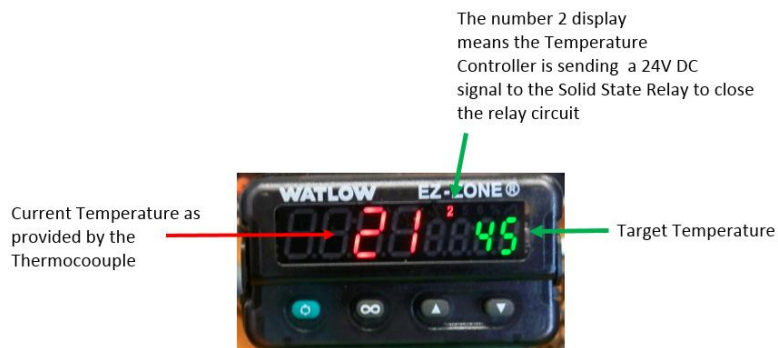 The number 2 display
means the Temperature
Controller is sending a 24V DC
signal to the Solid State Relay to close
the relay circuit
WATLOW EZ-ZONE®
2
Current Temperature as
provided by the
Thermocoouple
21
45
Target Temperature